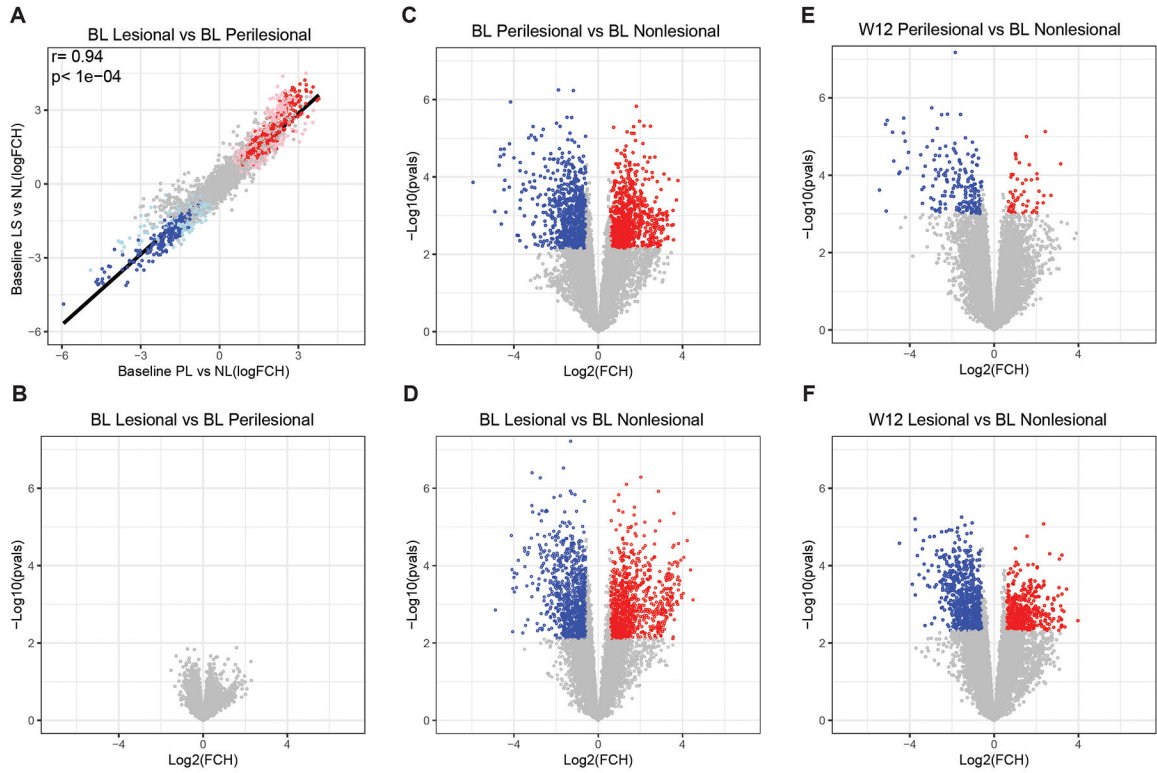 A
BL Lesional vs BL Perilesional
r= 0.94
p< 1e−04
3
0
−3
−6
−6
−3
0
3
Baseline LS vs NL(logFCH)
Baseline PL vs NL(logFCH)
C
BL Perilesional vs BL Nonlesional
6
4
2
0
−4
0
4
−Log10(pvals)
Log2(FCH)
E
W12 Perilesional vs BL Nonlesional
6
4
2
0
−4
0
4
−Log10(pvals)
Log2(FCH)
B
BL Lesional vs BL Perilesional
6
4
2
0
−4
0
4
−Log10(pvals)
Log2(FCH)
D
BL Lesional vs BL Nonlesional
6
4
2
0
−4
0
4
−Log10(pvals)
Log2(FCH)
F
W12 Lesional vs BL Nonlesional
6
4
2
0
−4
0
4
−Log10(pvals)
Log2(FCH)